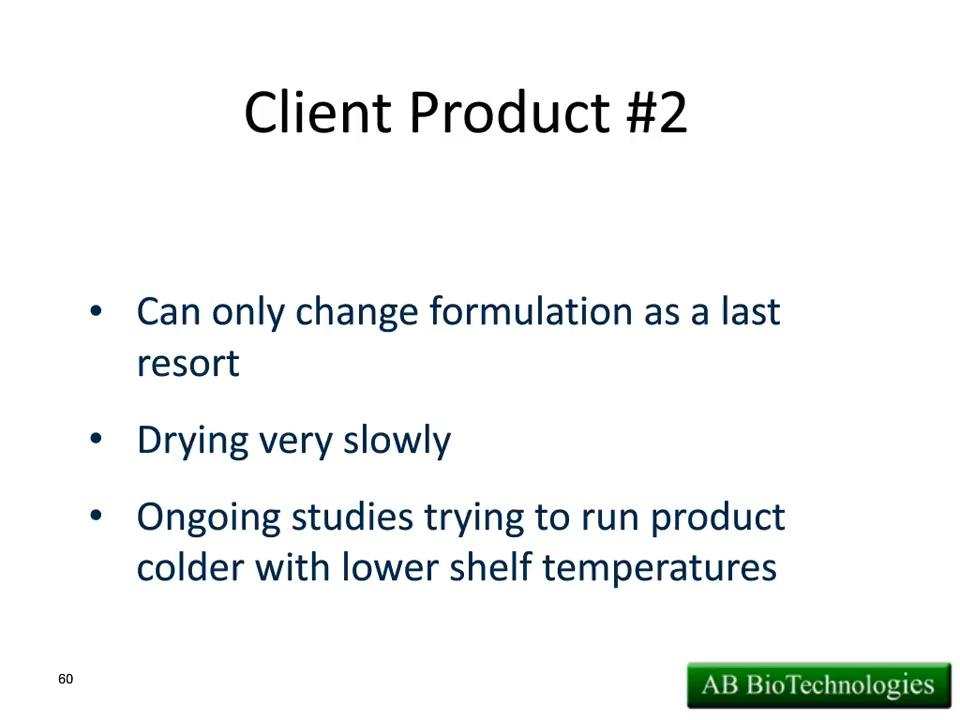 Client Product #2
• Can only change formulation as a last
resort
• Drying very slowly
• Ongoing studies trying to run product
colder with lower shelf temperatures
60
AB BioTechnologies